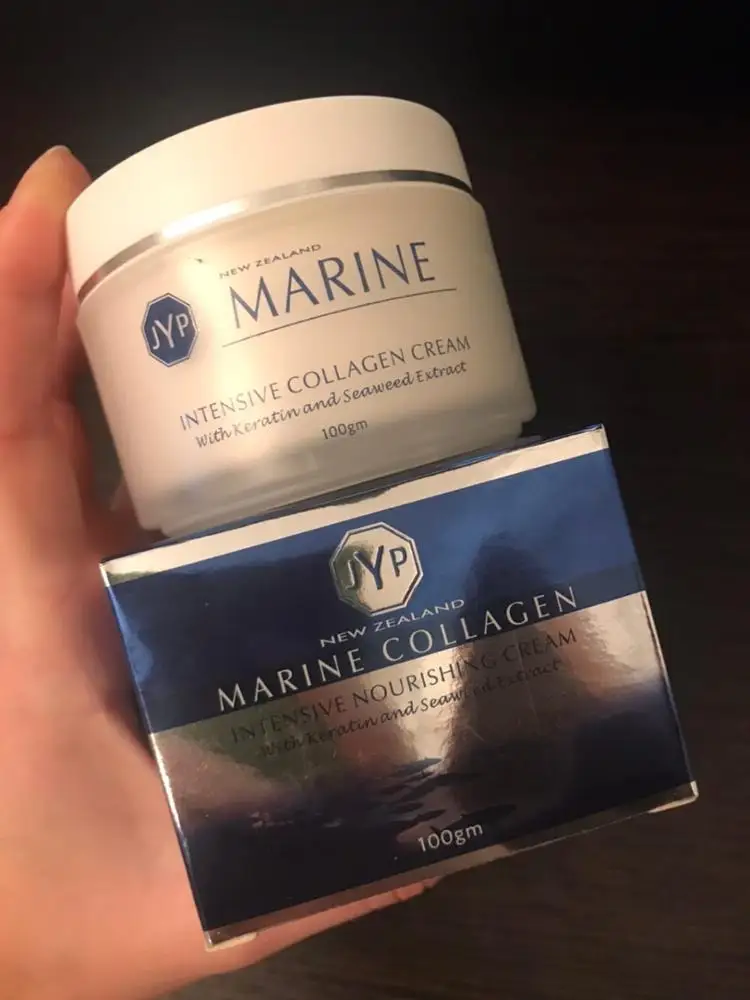 NEW ZEALAND
MARINE
JYP
INTENSIVE COLLAGEN CREAM
With Keratin and Seaweed Extract
100gm
JYP
NEW ZEALAND
MARINE COLLAGEN
INTENSIVE NOURISHING CREAM
With Keratin and Seaweed Extract
100gm